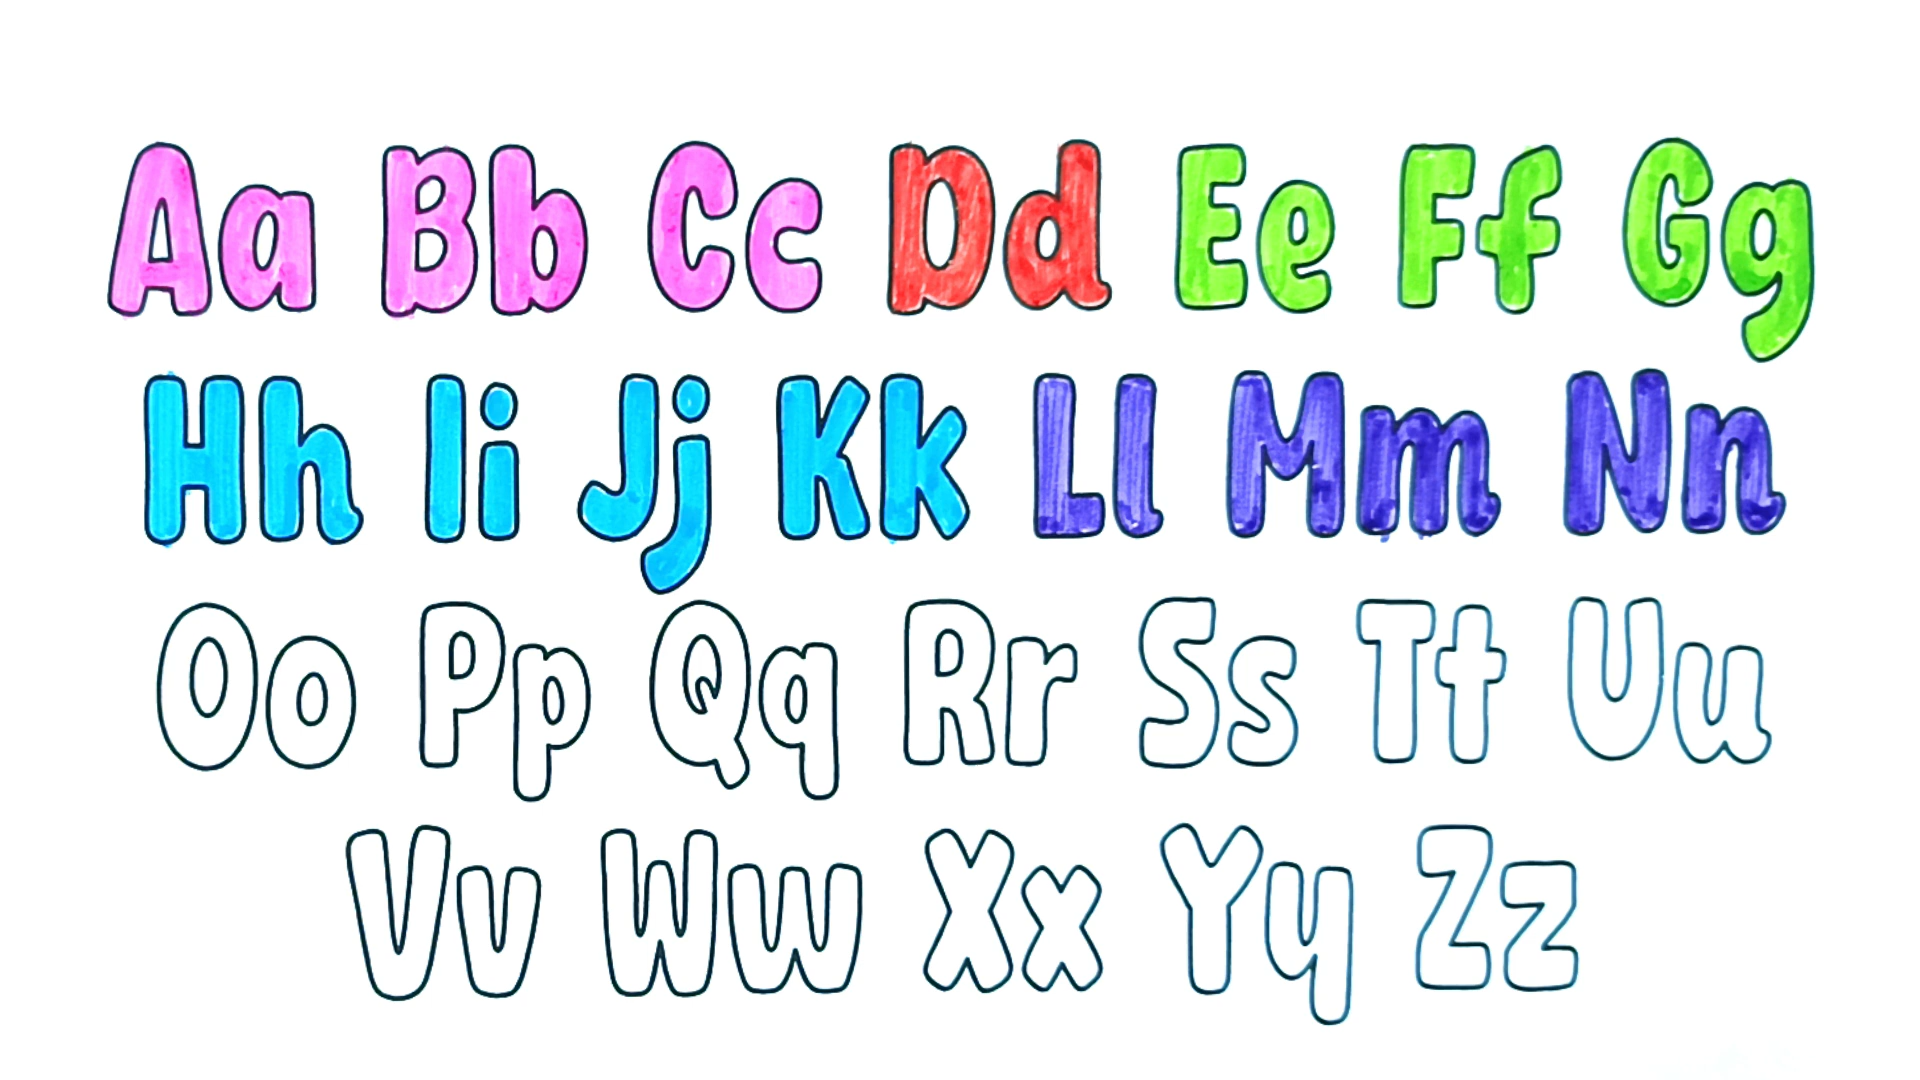 Aa Bb Cc Dd Ee Ff Gg
Hh Ii Jj Kk Ll Mm Nn
Oo Pp Qq Rr Ss Tt Uu
Vv Ww Xx Yy Zz